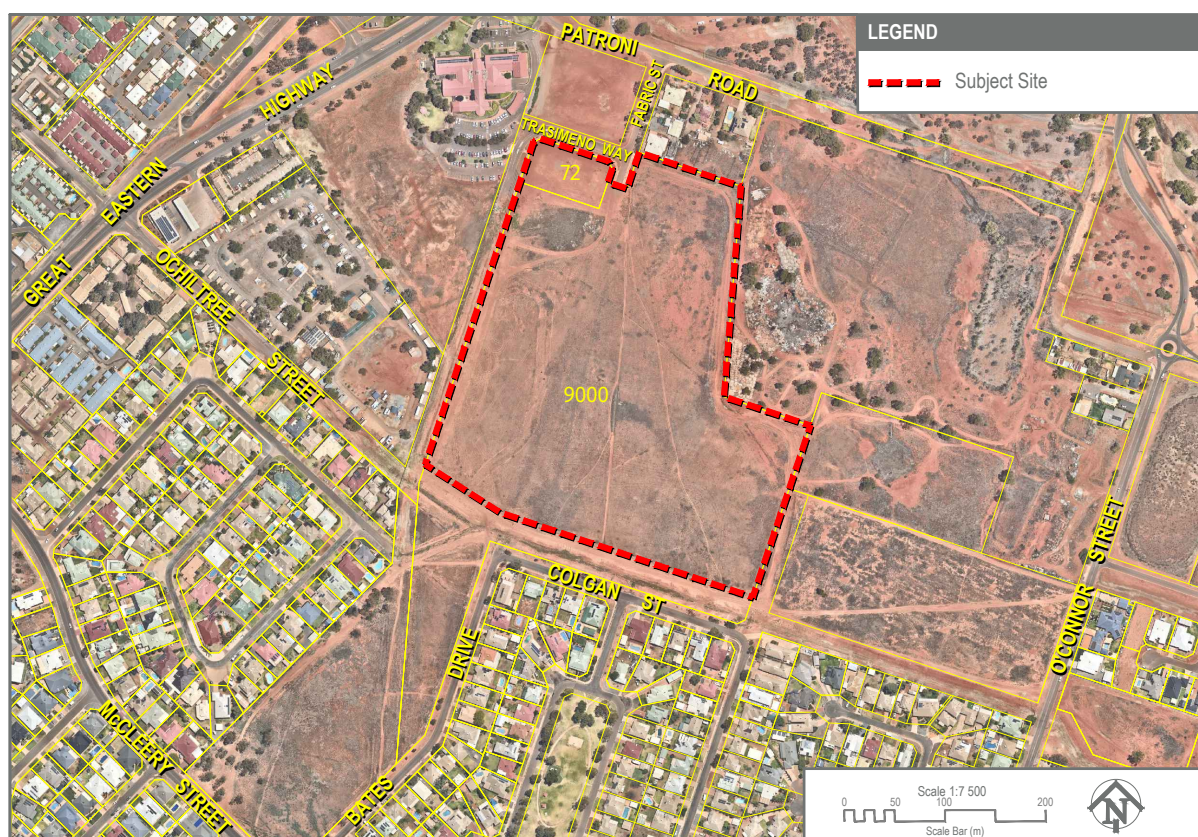 LEGEND
Subject Site
PATRONI ROAD
FABRIC ST
TRASIMENO WAY
72
GREAT EASTERN HIGHWAY
OCHILTREE STREET
9000
COLGAN ST
O'CONNOR STREET
BATES DRIVE
McCLEERY STREET
Scale 1:7 500
0 50 100 200
Scale Bar (m)
N